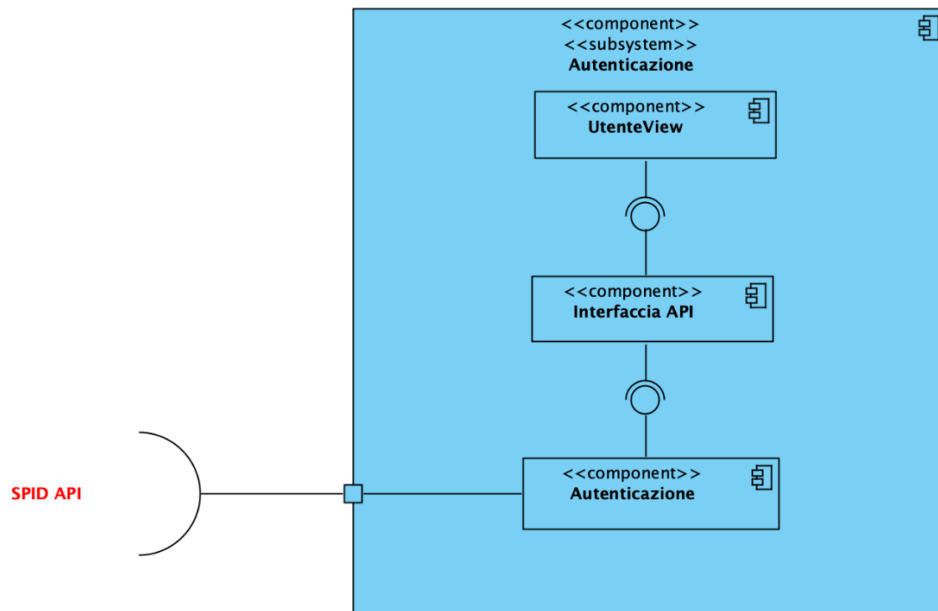 <<component>>
<<subsystem>>
Autenticazione
<<component>>
UtenteView
<<component>>
Interfaccia API
<<component>>
Autenticazione
SPID API